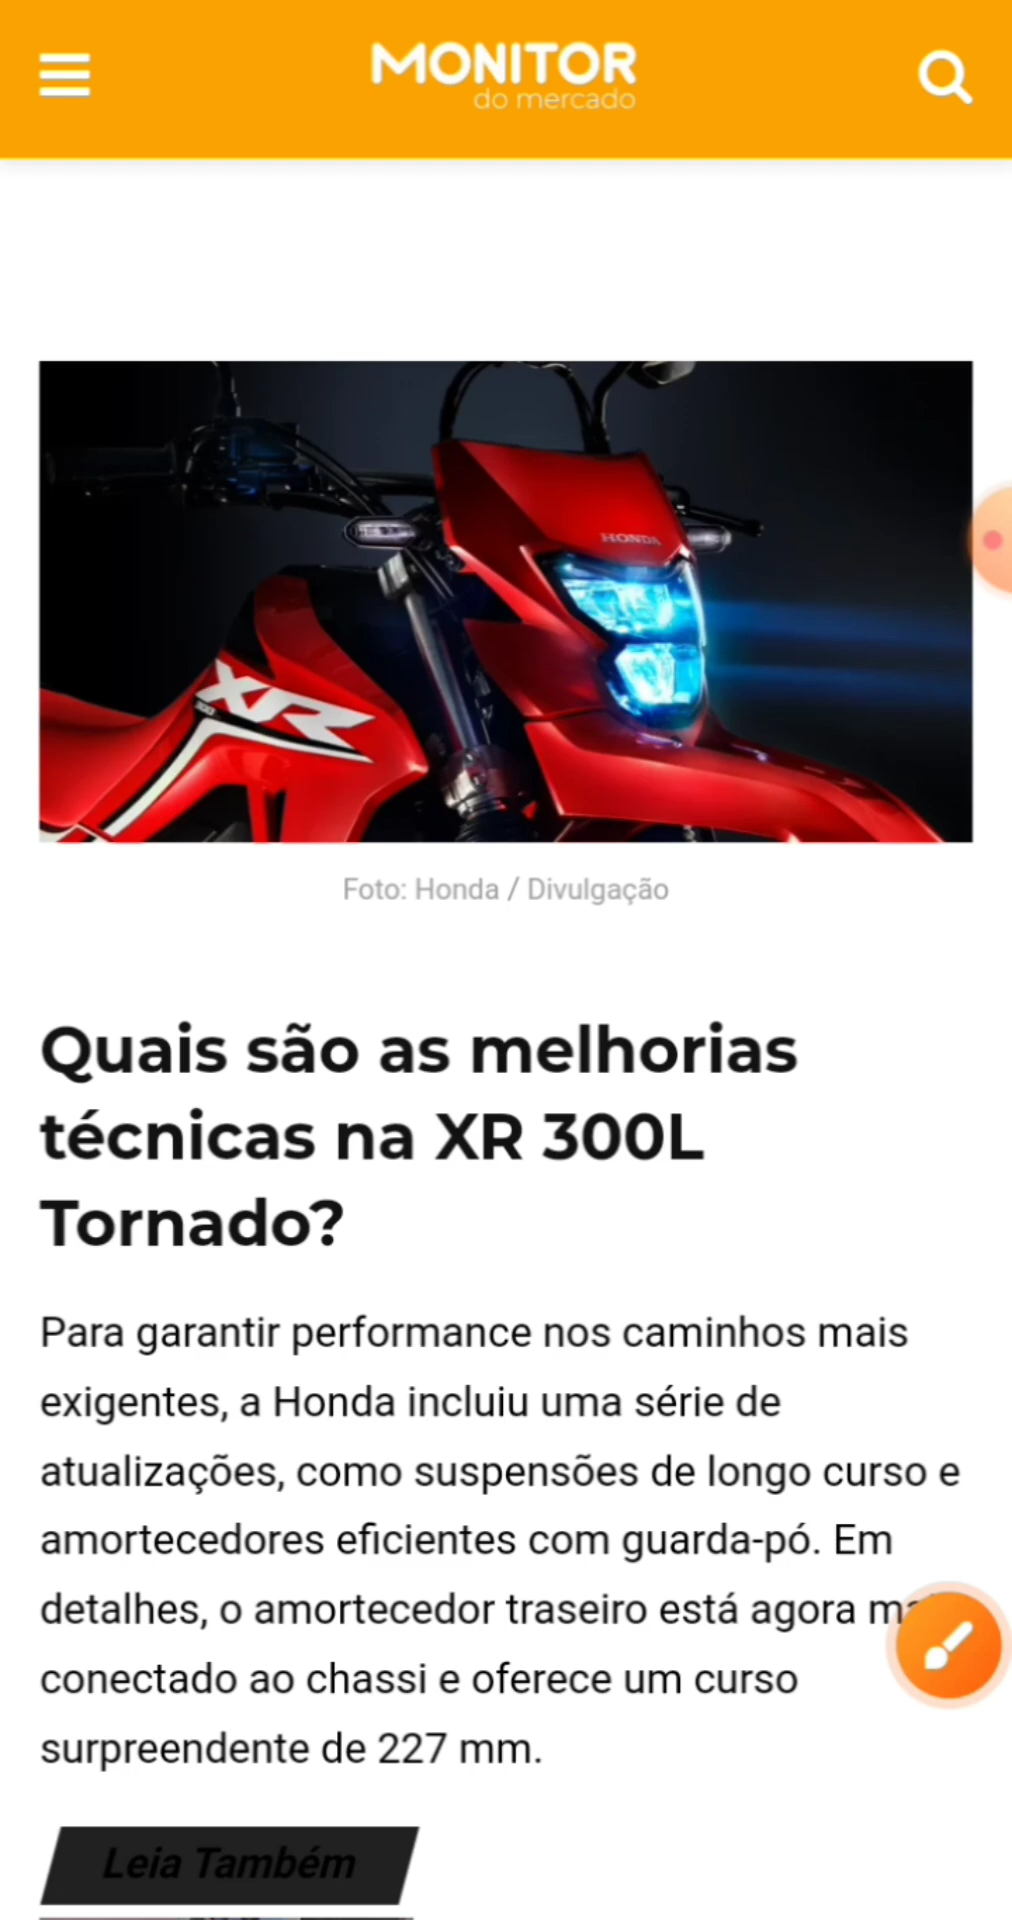 MONITOR
do mercado
HONDA
XR
Foto: Honda / Divulgação
Quais são as melhorias
técnicas na XR 300L
Tornado?
Para garantir performance nos caminhos mais
exigentes, a Honda incluiu uma série de
atualizações, como suspensões de longo curso e
amortecedores eficientes com guarda-pó. Em
detalhes, o amortecedor traseiro está agora
conectado ao chassi e oferece um curso
surpreendente de 227 mm.
Leia Também